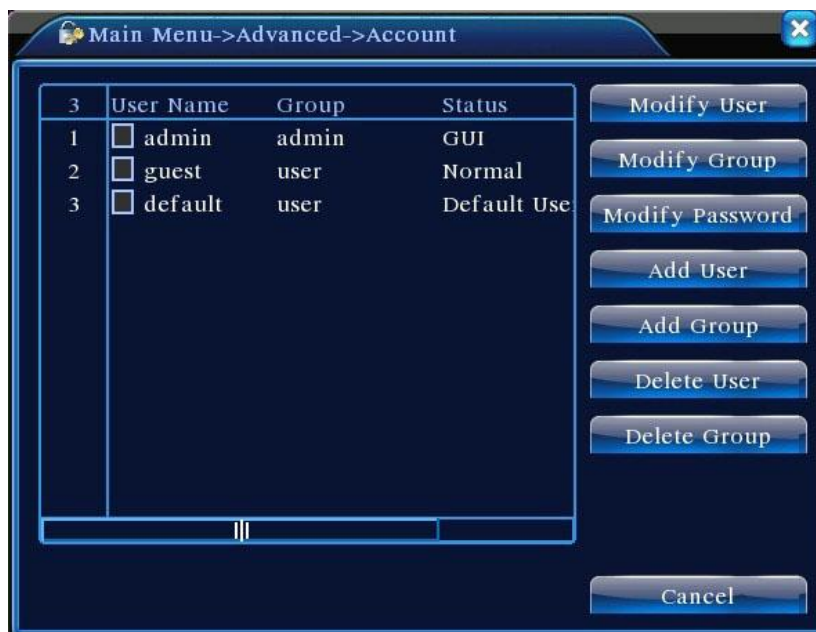 Main Menu->Advanced->Account
3 User Name Group Status
1 admin admin GUI
2 guest user Normal
3 default user Default Use
Modify User
Modify Group
Modify Password
Add User
Add Group
Delete User
Delete Group
Cancel